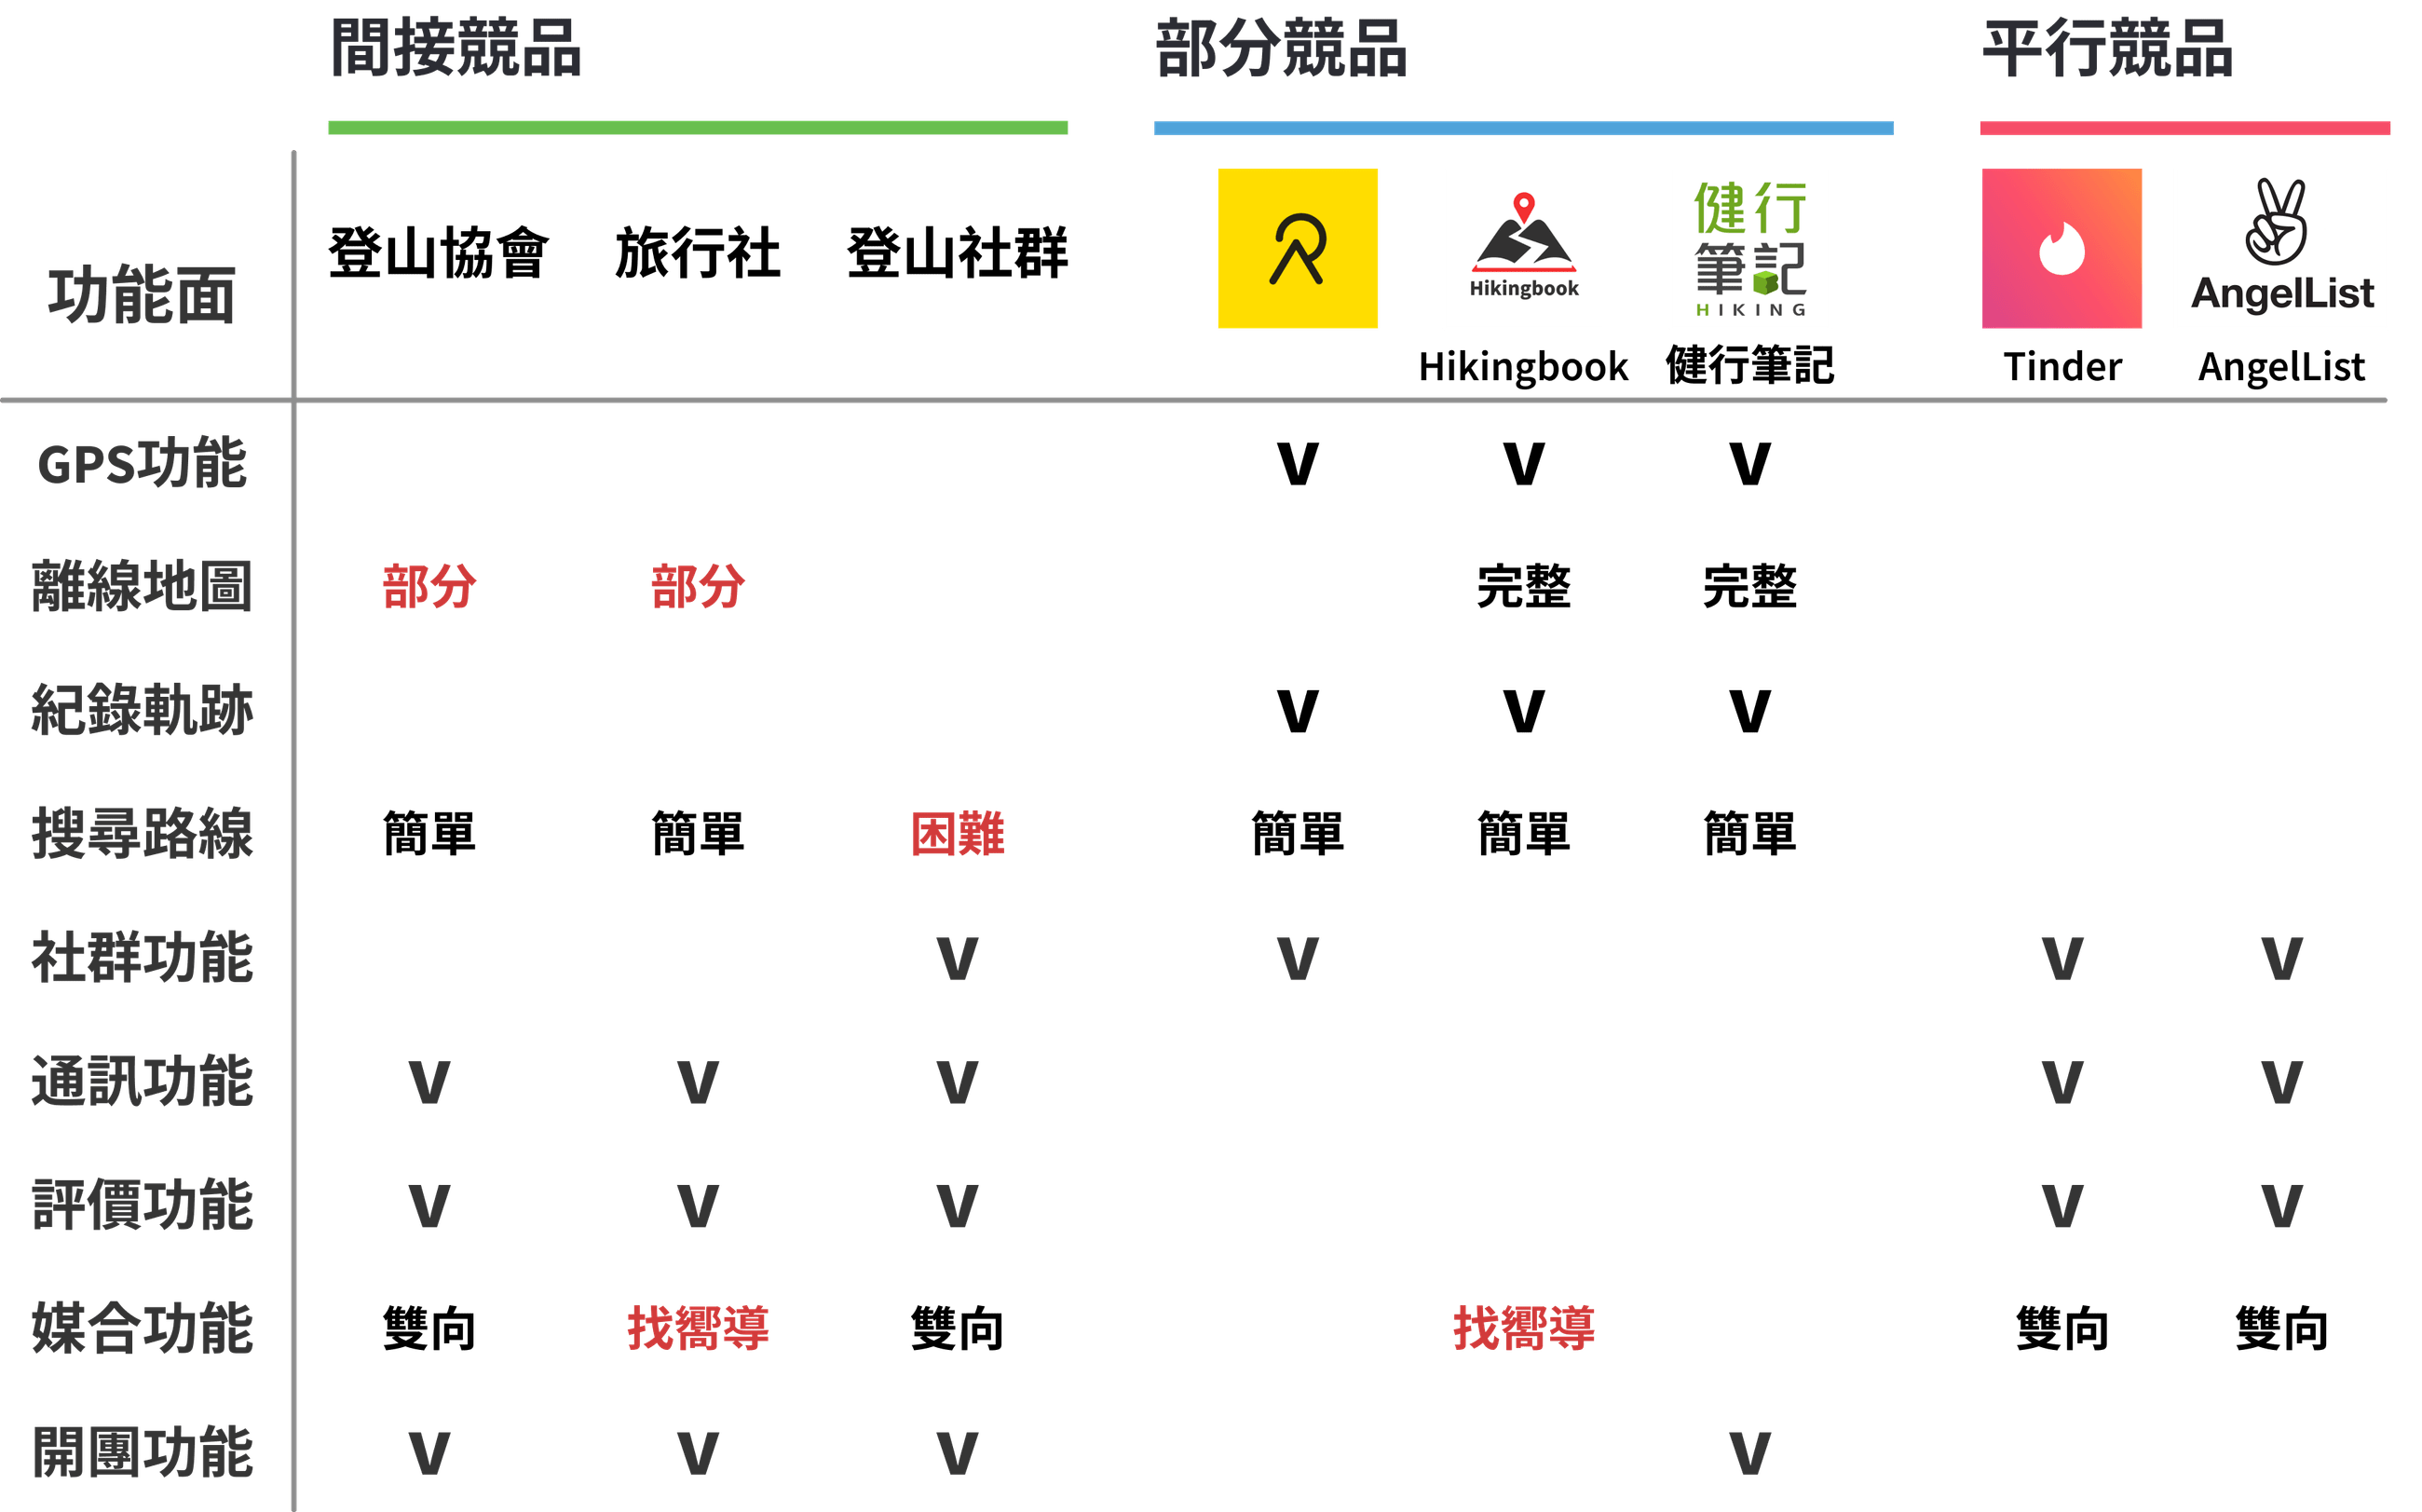 間接競品 部分競品 平行競品
功能面 登山協會 旅行社 登山社群
Hikingbook
健行
筆記
HIKING
AngelList
Hikingbook 健行筆記 Tinder AngelList
GPS功能 V V V
離線地圖 部分 部分 完整 完整
紀錄軌跡 V V V
搜尋路線 簡單 簡單 困難 簡單 簡單 簡單
社群功能 V V V V
通訊功能 V V V V V
評價功能 V V V V V
媒合功能 雙向 找嚮導 雙向 找嚮導 雙向 雙向
開團功能 V V V V